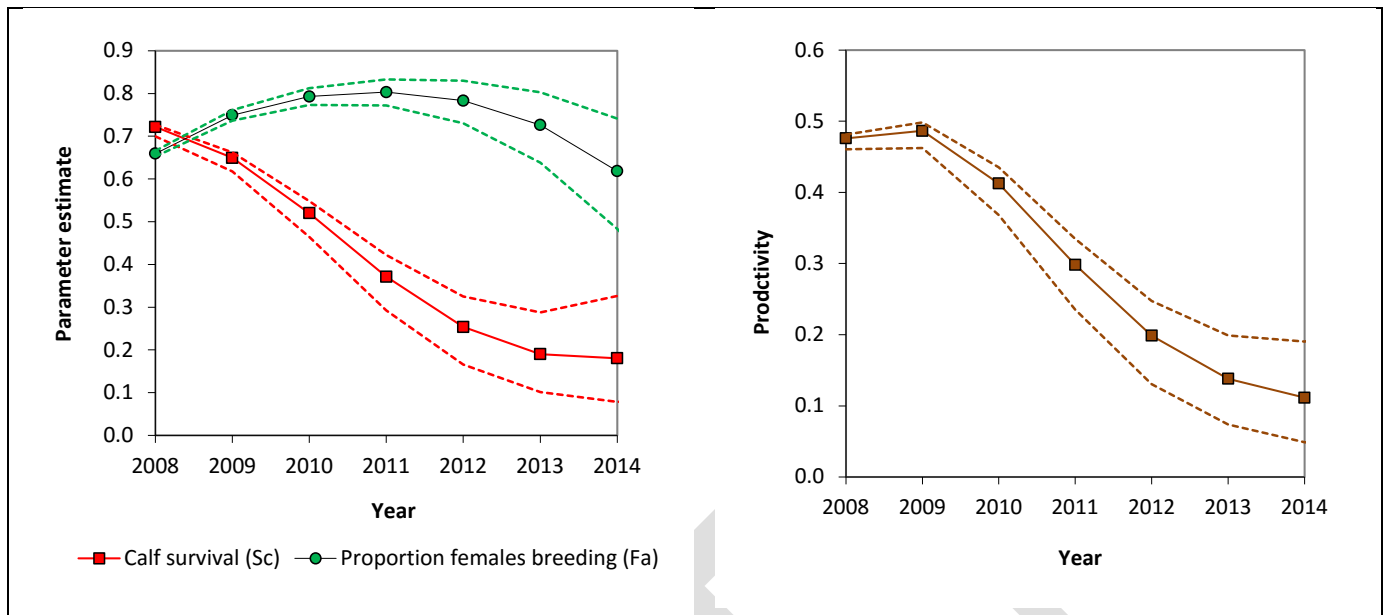 0.9
0.8
0.7
0.6
0.5
0.4
0.3
0.2
0.1
0.0
Parameter estimate
2008 2009 2010 2011 2012 2013 2014
Year
Calf survival (Sc) Proportion females breeding (Fa)
0.6
0.5
0.4
0.3
0.2
0.1
0.0
Prodctivity
2008 2009 2010 2011 2012 2013 2014
Year